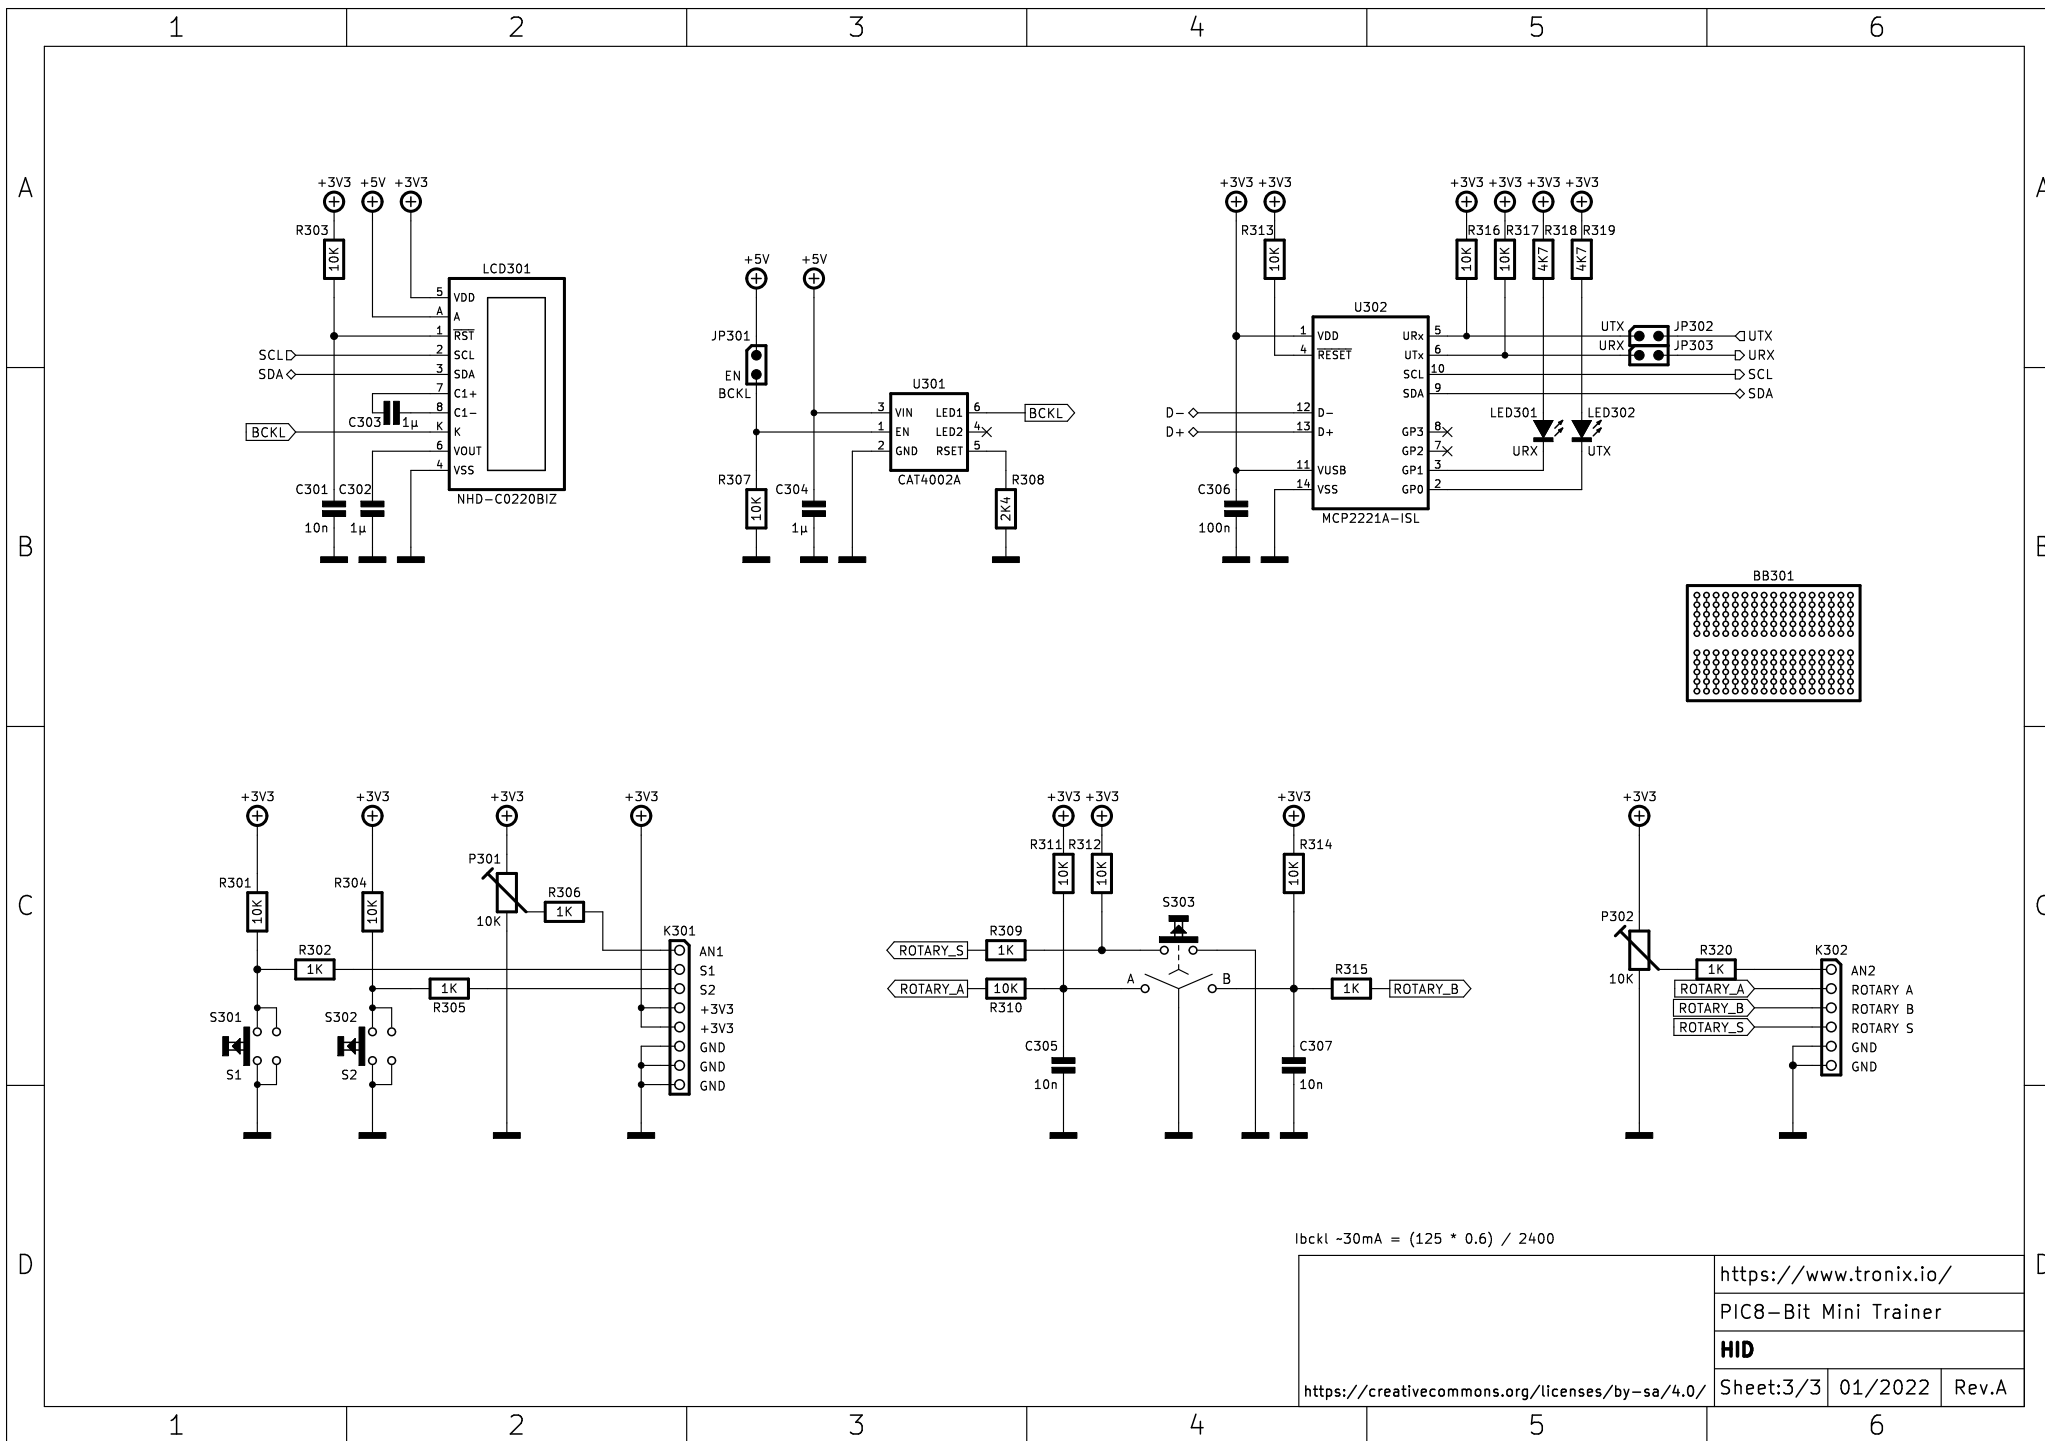 1 2 3 4 5 6
A A
+3V3 +5V +3V3
R303
10K
LCD301
5 VDD
A A
1 RST
SCL 2 SCL
SDA 3 SDA
7 C1+
8 C1-
C303 1µ
BCKL K K
6 VOUT
4 VSS
C301 C302
10n 1µ
NHD-C0220BIZ
+5V +5V
JP301
EN
BCKL
U301
3 VIN LED1 6 BCKL
1 EN LED2 4
2 GND RSET 5
CAT4002A
R307 10K
C304 1µ
R308 2K4
+3V3 +3V3
R313 10K
+3V3 +3V3 +3V3 +3V3
R316 R317 R318 R319
10K 10K 4K7 4K7
U302
1 VDD URx 5 UTX JP302 UTX
4 RESET UTx 6 URX JP303 URX
SCL 10 SCL
SDA 9 SDA
D- 12 D-
D+ 13 D+
GP3 8
GP2 7
11 VUSB GP1 3
14 VSS GP0 2
LED301 LED302
URX UTX
C306
100n
MCP2221A-ISL
B B
BB301
+3V3 +3V3 +3V3 +3V3
R301 10K
R302 1K
R304 10K
R305 1K
P301 10K
R306 1K
S301 S1
S302 S2
K301
AN1
S1
S2
+3V3
+3V3
GND
GND
GND
+3V3 +3V3 +3V3
R311 R312 R314
10K 10K 10K
S303
ROTARY_S R309 1K
ROTARY_A 10K R310
A B
R315 1K ROTARY_B
C305 10n
C307 10n
+3V3
P302 10K
R320 1K
K302
AN2
ROTARY_A ROTARY A
ROTARY_B ROTARY B
ROTARY_S ROTARY S
GND
GND
C C
D D
Ibckl ~30mA = (125 * 0.6) / 2400
https://www.tronix.io/
PIC8-Bit Mini Trainer
HID
https://creativecommons.org/licenses/by-sa/4.0/
Sheet:3/3 01/2022 Rev.A
1 2 3 4 5 6